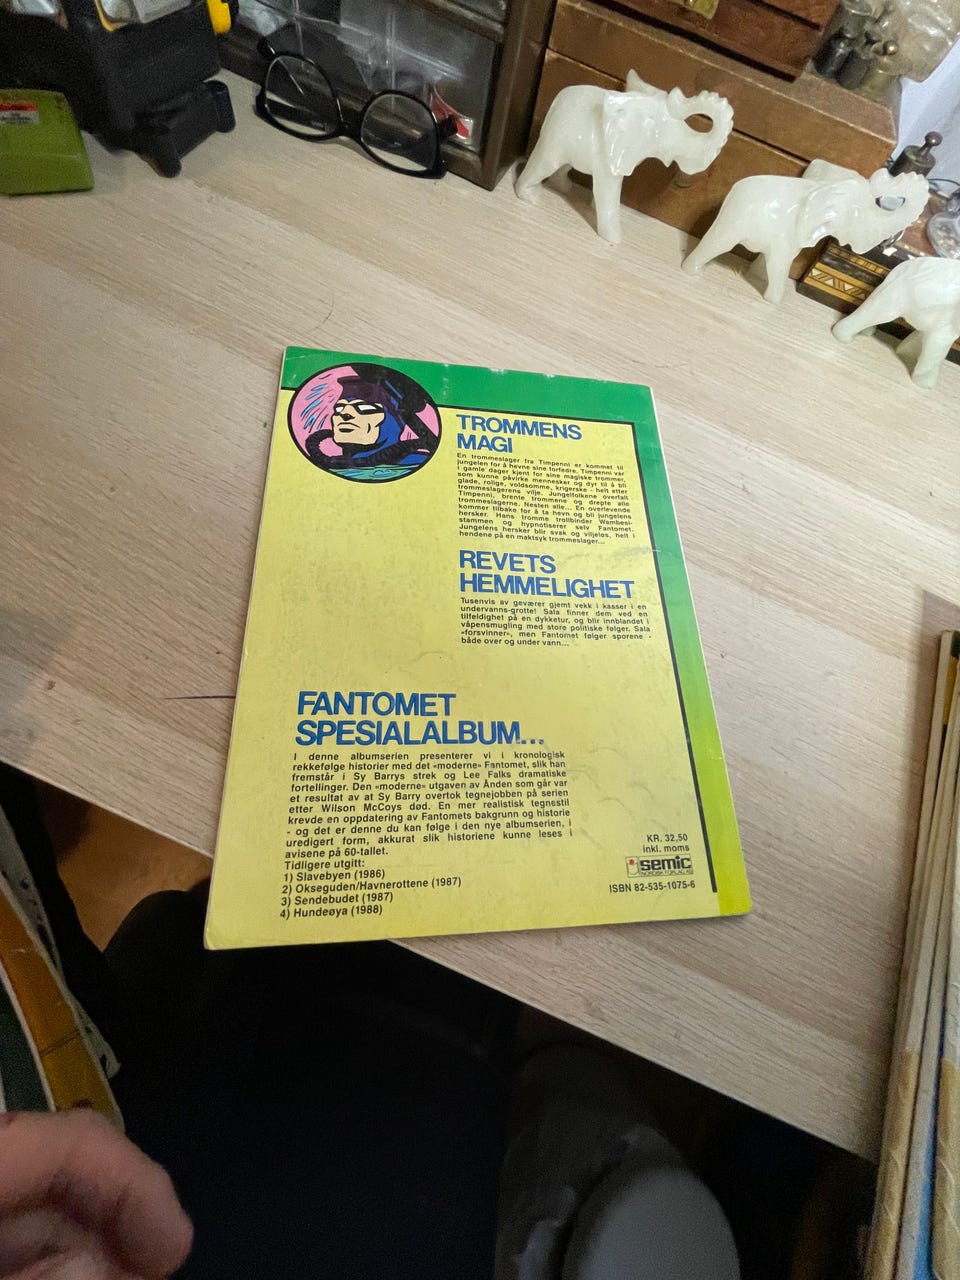 TROMMENS
MAGI
En trommeslager fra Timpenni er kommet til
jungelen for å hevne sine forfedre. Timpenni var
i gamle dager kjent for sine magiske trommer,
som kunne påvirke mennesker og dyr til å bli
glade, rolige, voldsomme, krigerske - helt etter
trommeslagerens vilje. Jungelfolkene overfalt
Timpenni, brente trommene og drepte alle
trommeslagerne. Nesten alle... En overlevende
kommer tilbake for å ta hevn og bli jungelens
hersker. Hans tromme trollbinder Wambesi-
stammen og hypnotiserer selv Fantomet.
Jungelens hersker blir svak og viljeløs, helt i
hendene på en maktsyk trommeslager...
REVETS
HEMMELIGHET
Tusenvis av geværer gjemt vekk i kasser i en
undervanns-grotte! Sala finner dem ved en
tilfeldighet på en dykketur, og blir innblandet i
våpensmugling med store politiske følger. Sala
«forsvinner», men Fantomet følger sporene -
både over og under vann...
FANTOMET
SPESIALALBUM...
I denne albumserien presenterer vi i kronologisk
rekkefølge historier med det «moderne» Fantomet, slik han
fremstår i Sy Barrys strek og Lee Falks dramatiske
fortellinger. Den «moderne» utgaven av Ånden som går var
et resultat av at Sy Barry overtok tegnejobben på serien
etter Wilson McCoys død. En mer realistisk tegnestil
krevde en oppdatering av Fantomets bakgrunn og historie
- og det er denne du kan følge i den nye albumserien, i
uredigert form, akkurat slik historiene kunne leses i
avisene på 60-tallet.
Tidligere utgitt:
1) Slavebyen (1986)
2) Okseguden/Havnerottene (1987)
3) Sendebudet (1987)
4) Hundeøya (1988)
KR. 32.50
inkl. moms
semic
NORDISK FORLAG AS
ISBN 82-535-1075-6